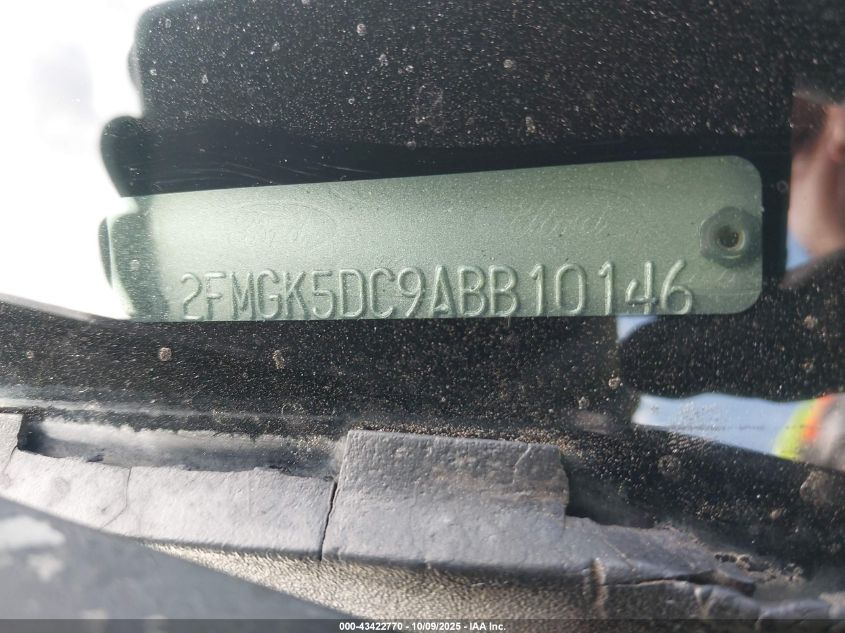 2FMGK5DC9ABB10146
000-43422770 - 10/09/2025 - IAA Inc.